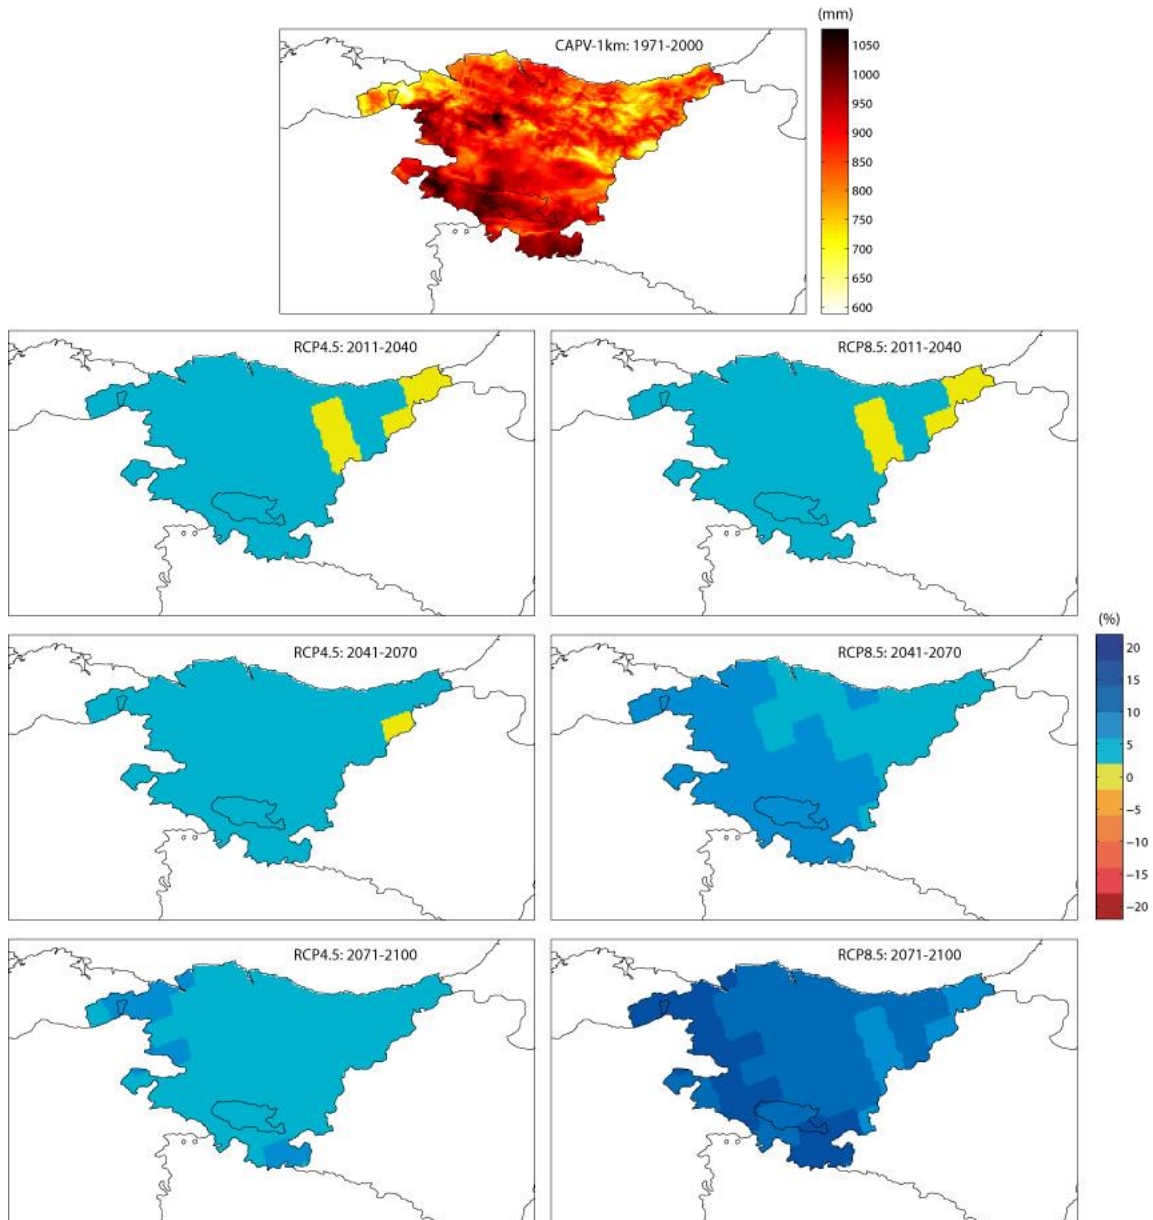 (mm)
CAPV-1km: 1971-2000
1050
1000
950
900
850
800
750
700
650
600
RCP4.5: 2011-2040
RCP8.5: 2011-2040
RCP4.5: 2041-2070
RCP8.5: 2041-2070
(%)
20
15
10
5
0
−5
−10
−15
−20
RCP4.5: 2071-2100
RCP8.5: 2071-2100